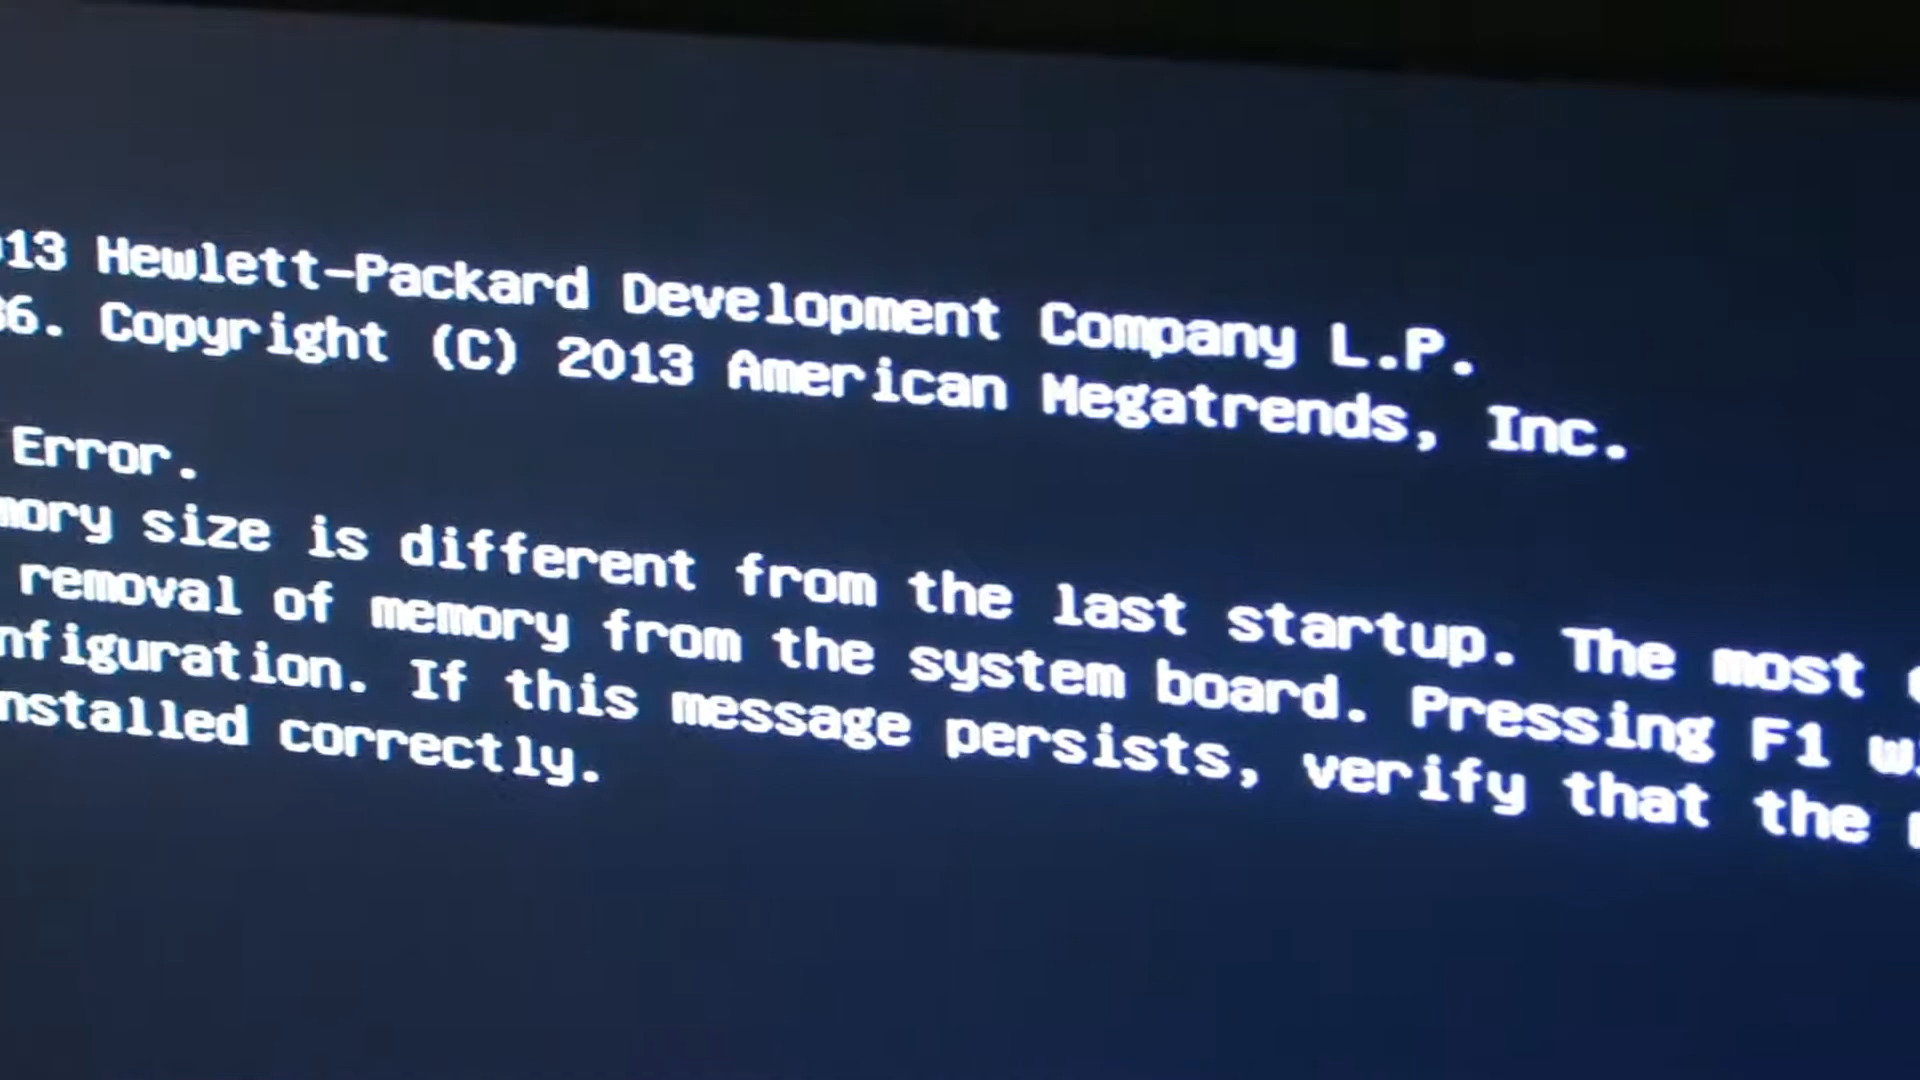 13 Hewlett-Packard Development Company L.P.
36. Copyright (C) 2013 American Megatrends, Inc.
Error.
mory size is different from the last startup. The most
removal of memory from the system board. Pressing F1 w
nfiguration. If this message persists, verify that the
nstalled correctly.